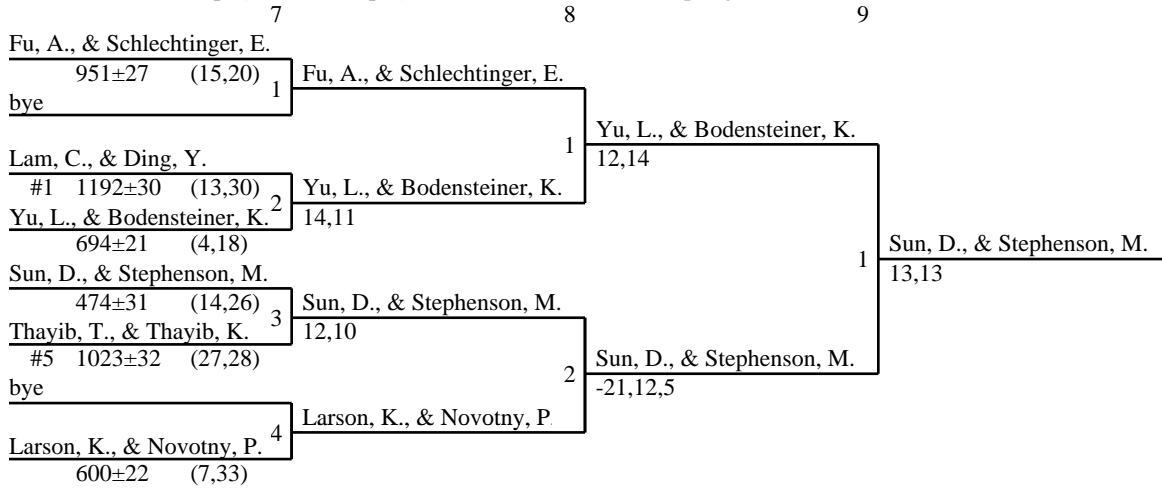 7 8 9
Fu, A., & Schlechtinger, E.
951±27 (15,20)
1
Fu, A., & Schlechtinger, E.
bye
1
Yu, L., & Bodensteiner, K.
12,14
Lam, C., & Ding, Y.
#1 1192±30 (13,30)
2
Yu, L., & Bodensteiner, K.
14,11
Yu, L., & Bodensteiner, K.
694±21 (4,18)
1
Sun, D., & Stephenson, M.
13,13
Sun, D., & Stephenson, M.
474±31 (14,26)
3
Sun, D., & Stephenson, M.
12,10
Thayib, T., & Thayib, K.
#5 1023±32 (27,28)
2
Sun, D., & Stephenson, M.
-21,12,5
bye
4
Larson, K., & Novotny, P.
Larson, K., & Novotny, P.
600±22 (7,33)